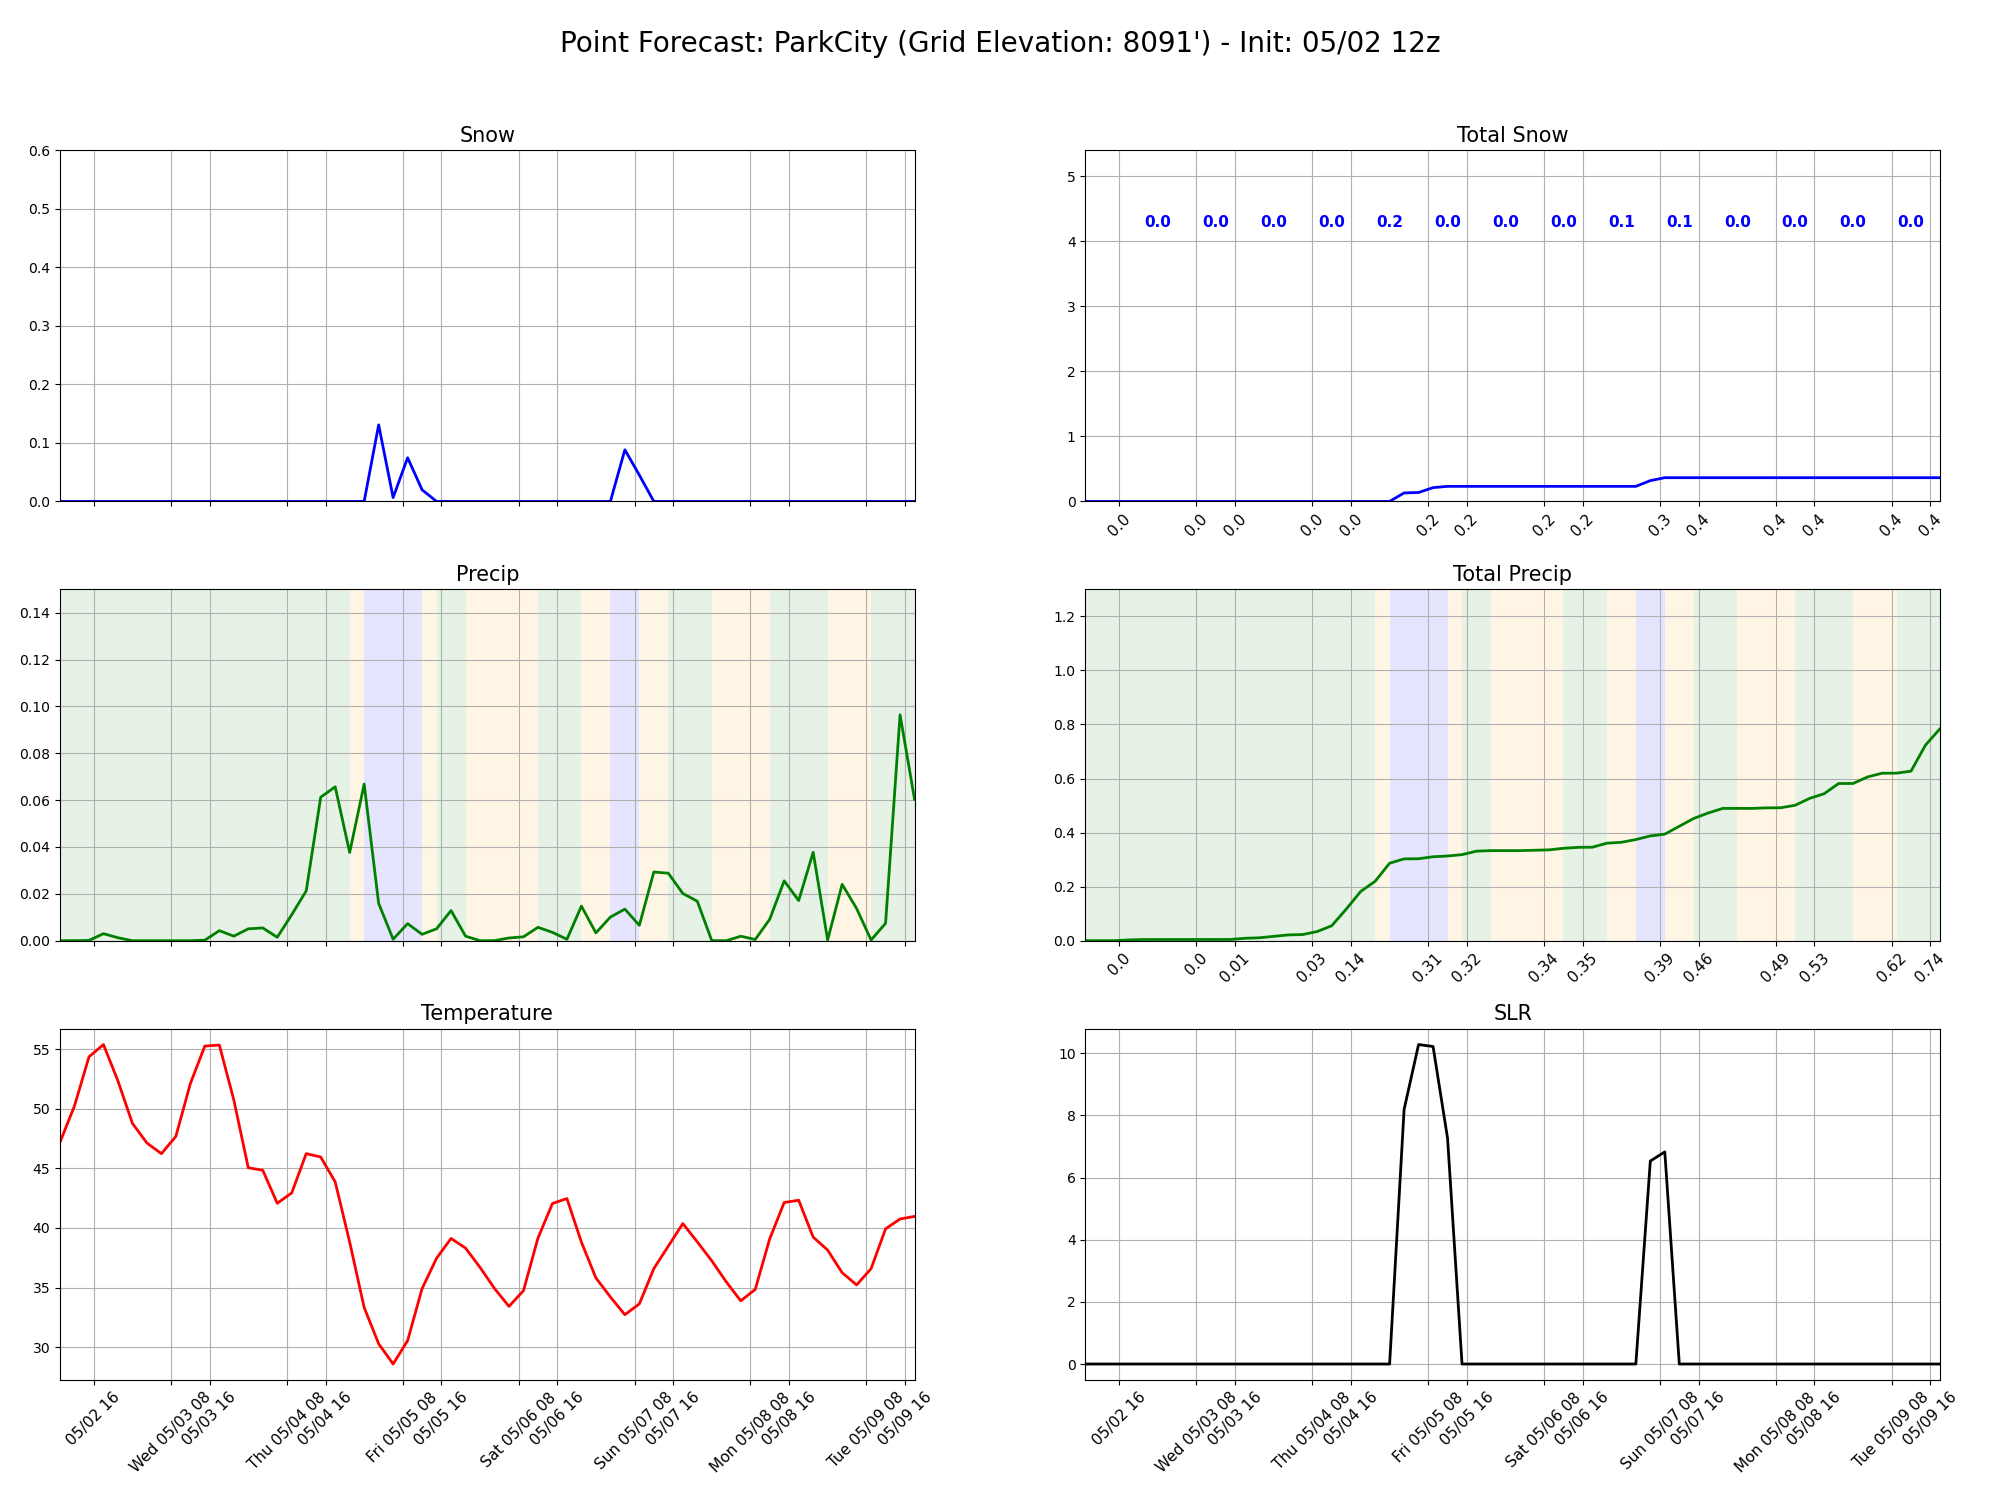 Point Forecast: ParkCity (Grid Elevation: 8091') - Init: 05/02 12z
Snow
0.6
0.5
0.4
0.3
0.2
0.1
0.0
Total Snow
5
4
3
2
1
0
0.0 0.0 0.0 0.0 0.2 0.0 0.0 0.0 0.1 0.1 0.0 0.0 0.0 0.0
0.0 0.0 0.0 0.0 0.0 0.2 0.2 0.2 0.2 0.3 0.4 0.4 0.4 0.4 0.4
Precip
0.14
0.12
0.10
0.08
0.06
0.04
0.02
0.00
Total Precip
1.2
1.0
0.8
0.6
0.4
0.2
0.0
0.0 0.0 0.01 0.03 0.14 0.31 0.32 0.34 0.35 0.39 0.46 0.49 0.53 0.62 0.74
Temperature
55
50
45
40
35
30
05/02 16
Wed 05/03 08
05/03 16
Thu 05/04 08
05/04 16
Fri 05/05 08
05/05 16
Sat 05/06 08
05/06 16
Sun 05/07 08
05/07 16
Mon 05/08 08
05/08 16
Tue 05/09 08
05/09 16
SLR
10
8
6
4
2
0
05/02 16
Wed 05/03 08
05/03 16
Thu 05/04 08
05/04 16
Fri 05/05 08
05/05 16
Sat 05/06 08
05/06 16
Sun 05/07 08
05/07 16
Mon 05/08 08
05/08 16
Tue 05/09 08
05/09 16